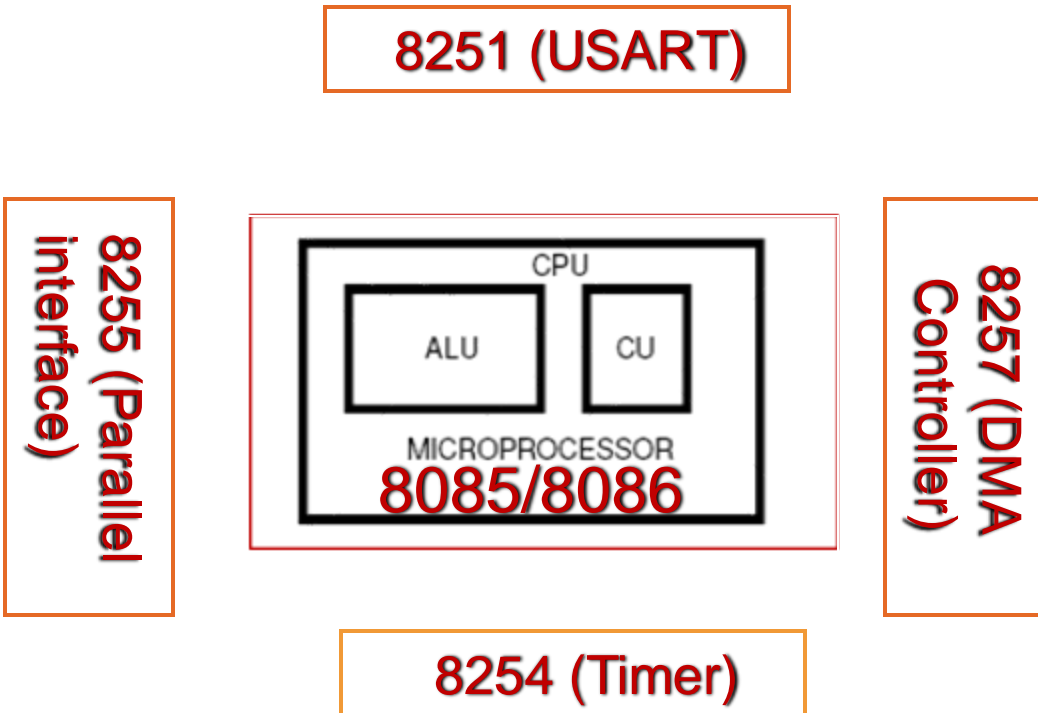 8251 (USART)
8255 (Parallel
interface)
CPU
ALU
CU
MICROPROCESSOR
8085/8086
8257 (DMA
Controller)
8254 (Timer)